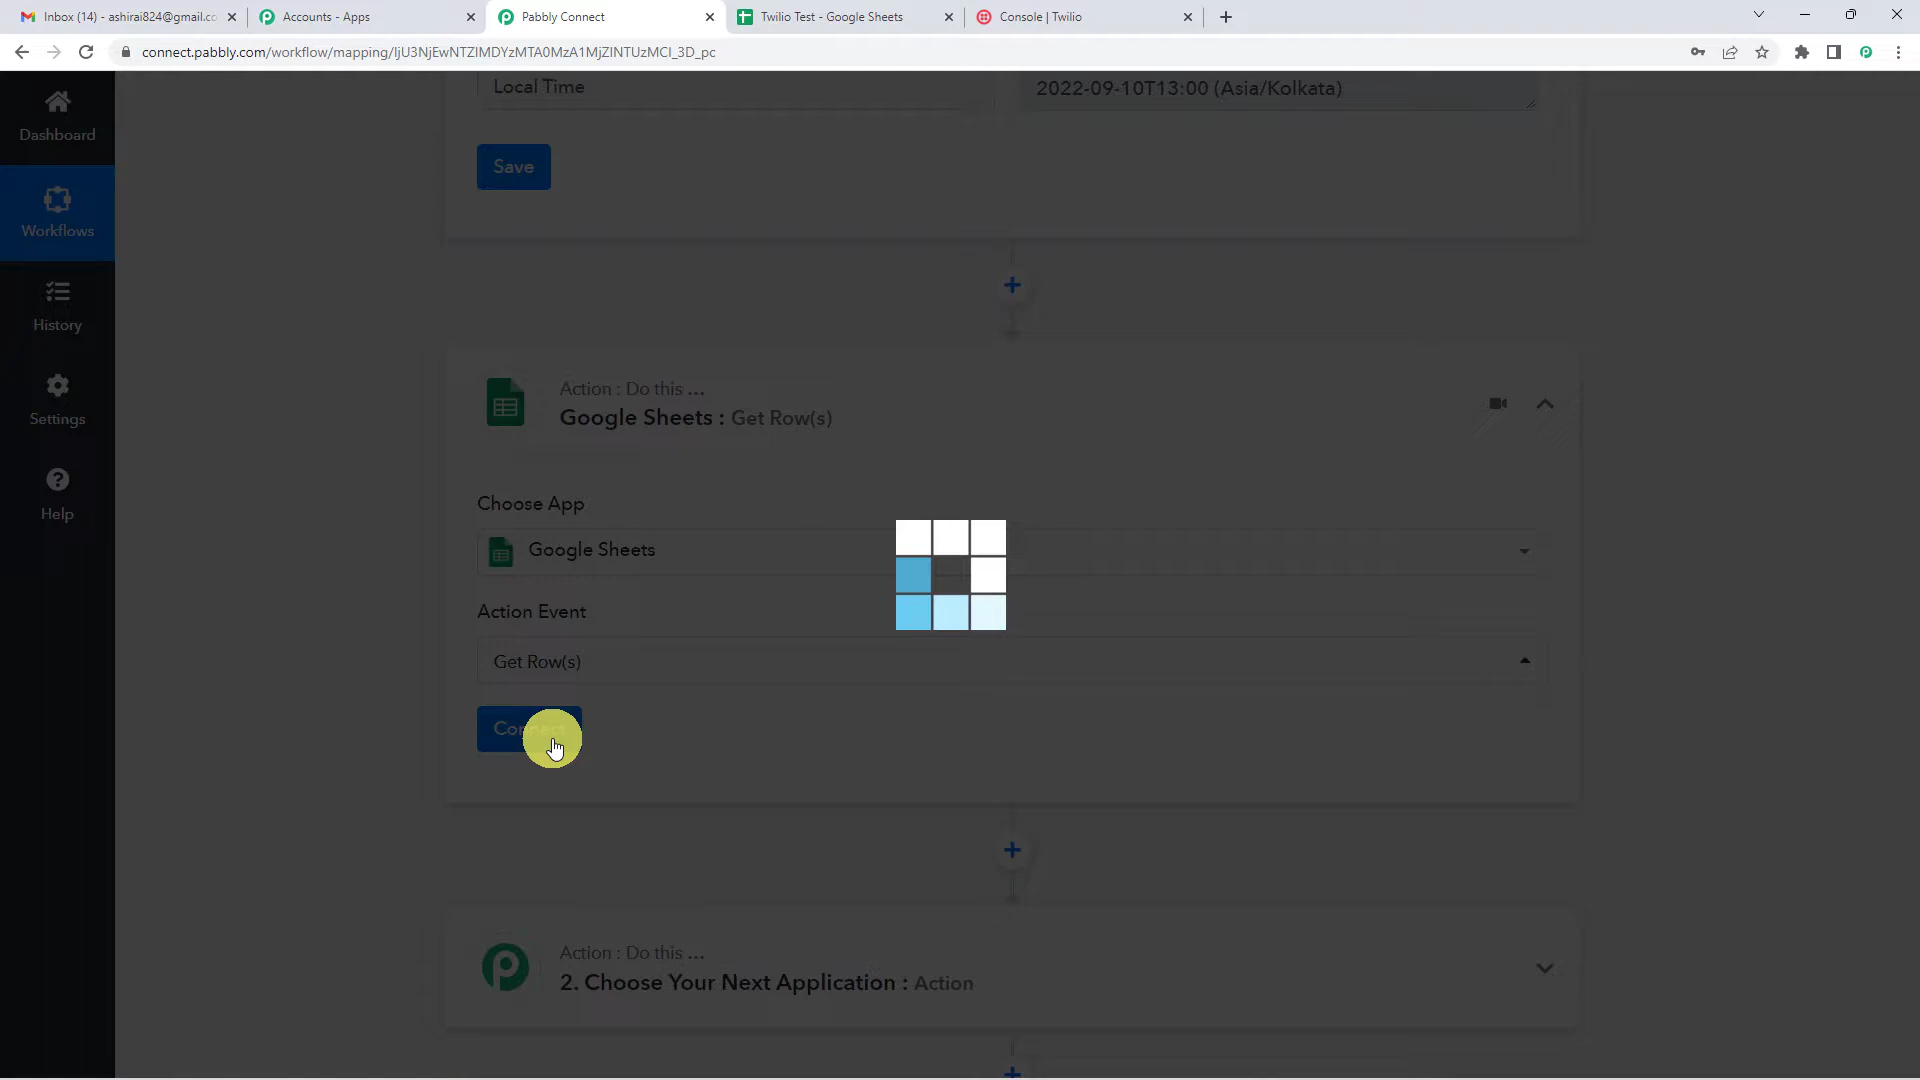 Inbox (14) - ashirai824@gmail.co
Accounts - Apps
Pabbly Connect
Twilio Test - Google Sheets
Console | Twilio
connect.pabbly.com/workflow/mapping/IjU3NjEwNTZlMDYzMTA0MzA1MjZlNTUzMCI_3D_pc
Local Time
2022-09-10T13:00 (Asia/Kolkata)
Dashboard
Save
Workflows
History
Action : Do this ...
Google Sheets : Get Row(s)
Settings
Choose App
Help
Google Sheets
Action Event
Get Row(s)
Connect
Action : Do this ...
2. Choose Your Next Application : Action